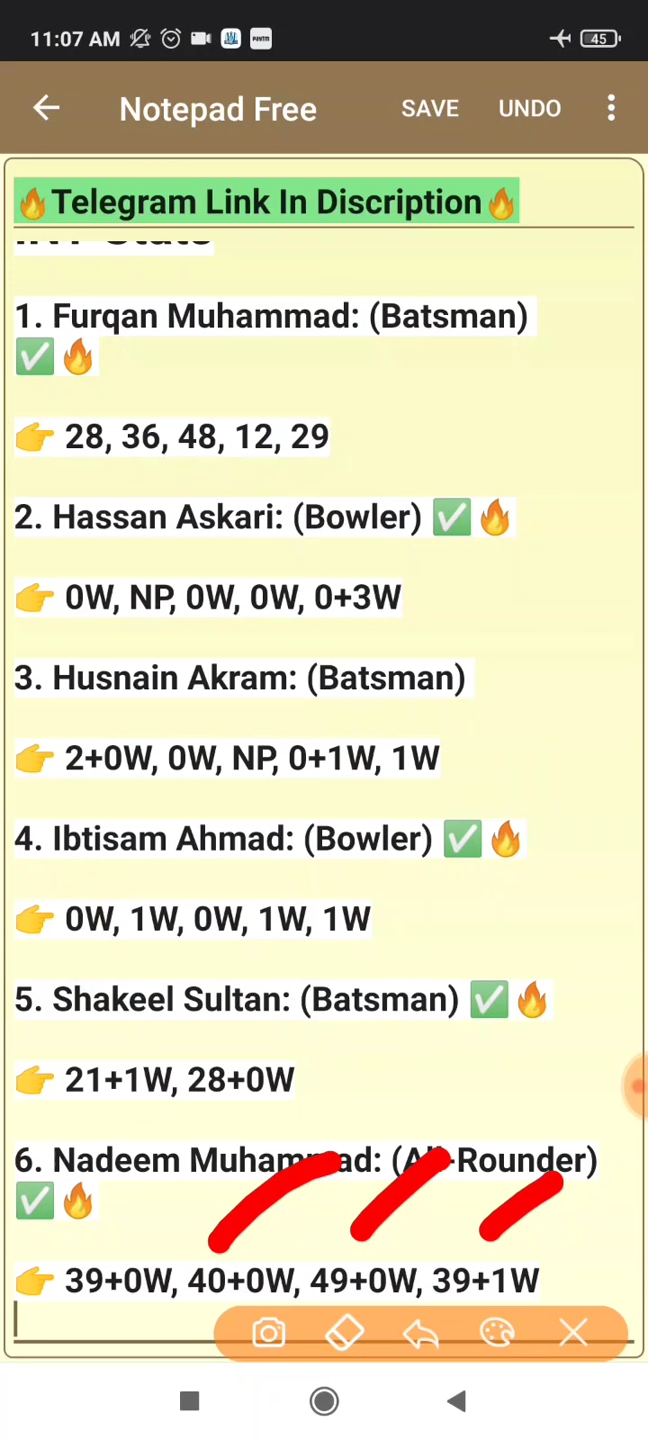 11:07 AM
45
Notepad Free SAVE UNDO
🔥Telegram Link In Discription🔥
1. Furqan Muhammad: (Batsman)
✅🔥
👉 28, 36, 48, 12, 29
2. Hassan Askari: (Bowler) ✅🔥
👉 0W, NP, 0W, 0W, 0+3W
3. Husnain Akram: (Batsman)
👉 2+0W, 0W, NP, 0+1W, 1W
4. Ibtisam Ahmad: (Bowler) ✅🔥
👉 0W, 1W, 0W, 1W, 1W
5. Shakeel Sultan: (Batsman) ✅🔥
👉 21+1W, 28+0W
6. Nadeem Muhammad: (All-Rounder)
✅🔥
👉 39+0W, 40+0W, 49+0W, 39+1W